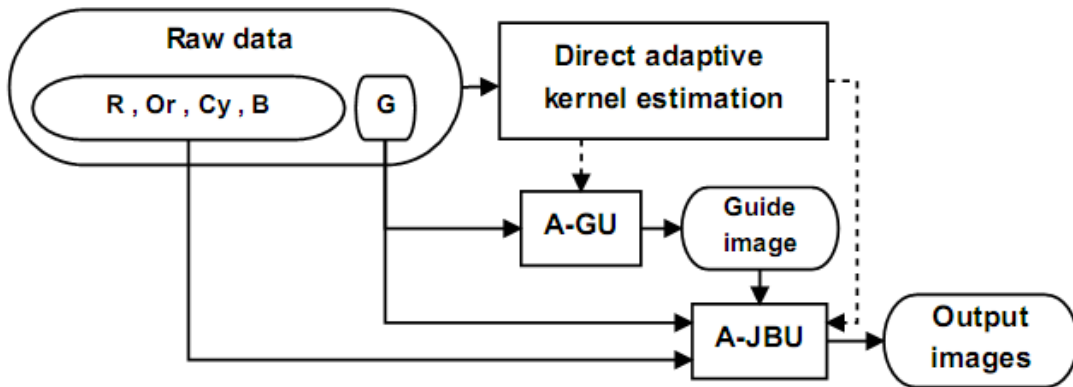 Raw data
R , Or , Cy , B
G
Direct adaptive
kernel estimation
A-GU
Guide
image
A-JBU
Output
images